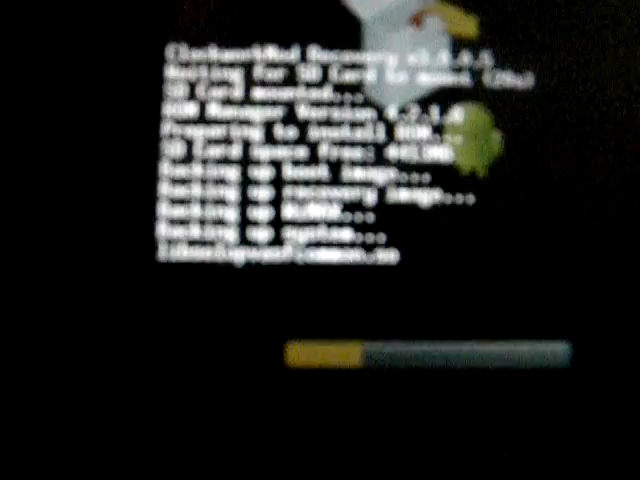 ClockworkMod Recovery
Waiting for SD Card to mount (20s)
SD Card mounted...
ROM Manager Version
Preparing to install ROM...
SD Card space free:
Backing up boot image...
Backing up recovery image...
Backing up
Backing up system...